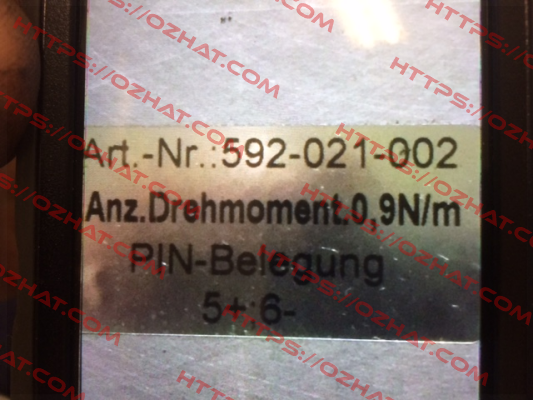 Art.-Nr.:592-021-002
Anz.Drehmoment.0,9N/m
PIN-Belegung
5+:6-
HTTPS://OZHAT.COM